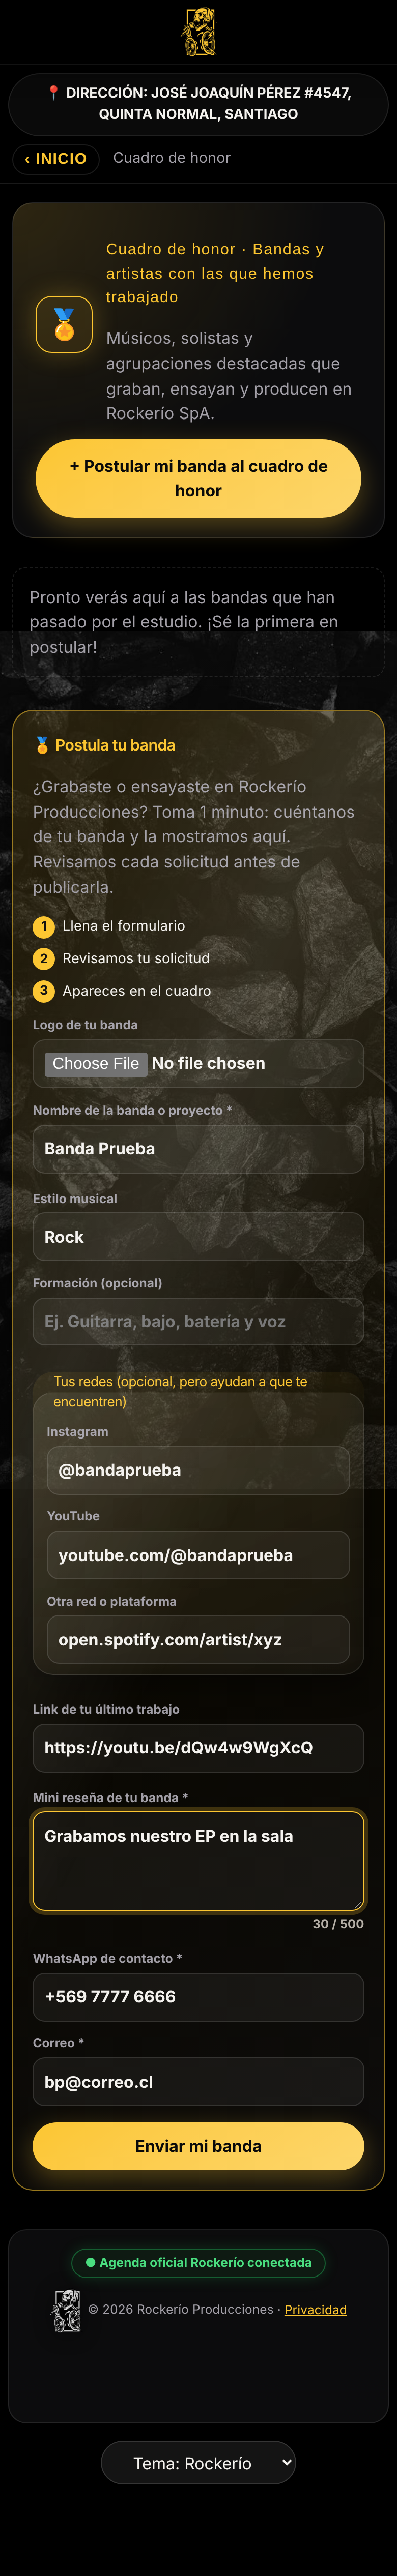 📍 DIRECCIÓN: JOSÉ JOAQUÍN PÉREZ #4547,
QUINTA NORMAL, SANTIAGO
‹ INICIO
Cuadro de honor
Cuadro de honor · Bandas y
artistas con las que hemos
trabajado
Músicos, solistas y
agrupaciones destacadas que
graban, ensayan y producen en
Rockerío SpA.
+ Postular mi banda al cuadro de
honor
Pronto verás aquí a las bandas que han
pasado por el estudio. ¡Sé la primera en
postular!
🏅 Postula tu banda
¿Grabaste o ensayaste en Rockerío
Producciones? Toma 1 minuto: cuéntanos
de tu banda y la mostramos aquí.
Revisamos cada solicitud antes de
publicarla.
1 Llena el formulario
2 Revisamos tu solicitud
3 Apareces en el cuadro
Logo de tu banda
Choose File No file chosen
Nombre de la banda o proyecto *
Banda Prueba
Estilo musical
Rock
Formación (opcional)
Ej. Guitarra, bajo, batería y voz
Tus redes (opcional, pero ayudan a que te
encuentren)
Instagram
@bandaprueba
YouTube
youtube.com/@bandaprueba
Otra red o plataforma
open.spotify.com/artist/xyz
Link de tu último trabajo
https://youtu.be/dQw4w9WgXcQ
Mini reseña de tu banda *
Grabamos nuestro EP en la sala
30 / 500
WhatsApp de contacto *
+569 7777 6666
Correo *
bp@correo.cl
Enviar mi banda
● Agenda oficial Rockerío conectada
© 2026 Rockerío Producciones · Privacidad
Tema: Rockerío